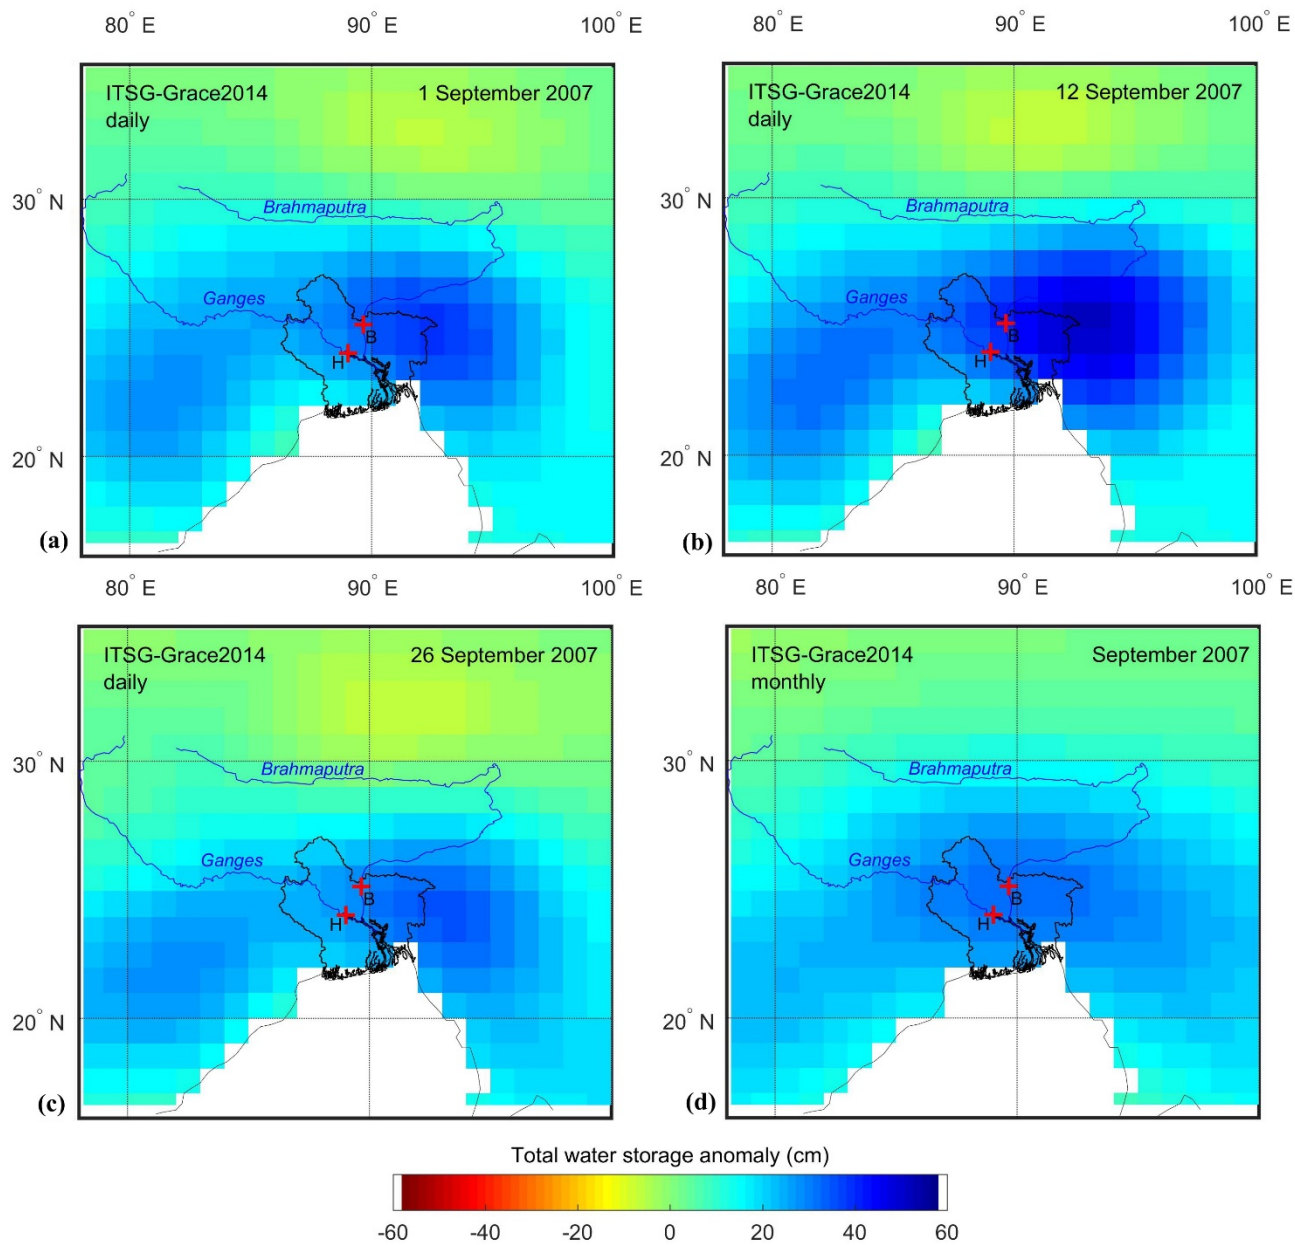 80° E 90° E 100° E 80° E 90° E 100° E
ITSG-Grace2014 1 September 2007
daily
30° N
Brahmaputra
Ganges
B
H
20° N
(a)
ITSG-Grace2014 12 September 2007
daily
30° N
Brahmaputra
Ganges
B
H
20° N
(b)
80° E 90° E 100° E 80° E 90° E 100° E
ITSG-Grace2014 26 September 2007
daily
30° N
Brahmaputra
Ganges
B
H
20° N
(c)
ITSG-Grace2014 September 2007
monthly
30° N
Brahmaputra
Ganges
B
H
20° N
(d)
Total water storage anomaly (cm)
-60 -40 -20 0 20 40 60